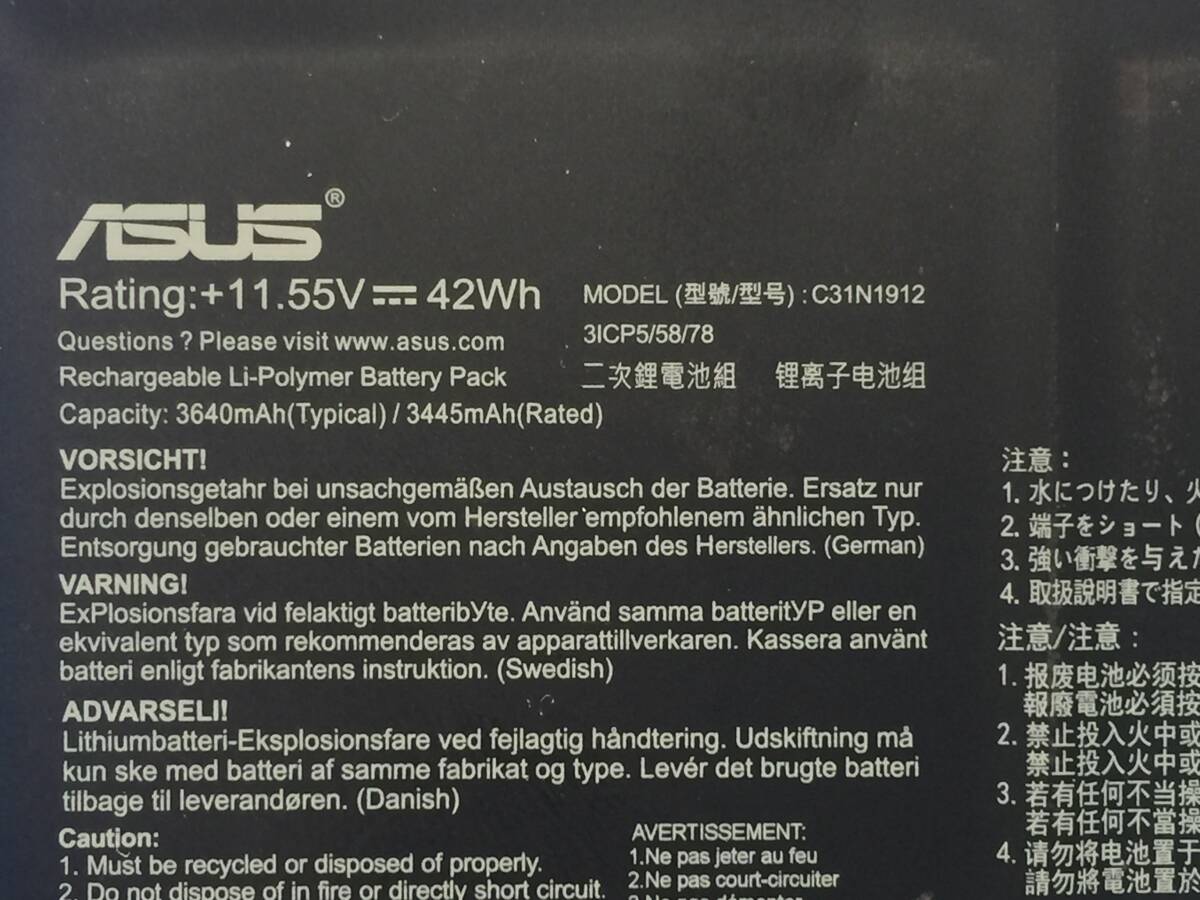 ASUS®
Rating:+11.55V⎓42Wh
Questions ? Please visit www.asus.com
Rechargeable Li-Polymer Battery Pack
Capacity: 3640mAh(Typical) / 3445mAh(Rated)
MODEL (型號/型号) : C31N1912
3ICP5/58/78
二次鋰電池組 锂离子电池组
VORSICHT!
Explosionsgetahr bei unsachgemäßen Austausch der Batterie. Ersatz nur
durch denselben oder einem vom Hersteller empfohlenem ähnlichen Typ.
Entsorgung gebrauchter Batterien nach Angaben des Herstellers. (German)
VARNING!
ExPlosionsfara vid felaktigt batteribУte. Använd samma batteritУP eller en
ekvivalent typ som rekommenderas av apparattillverkaren. Kassera använt
batteri enligt fabrikantens instruktion. (Swedish)
ADVARSELI!
Lithiumbatteri-Eksplosionsfare ved fejlagtig håndtering. Udskiftning må
kun ske med batteri af samme fabrikat og type. Levér det brugte batteri
tilbage til leverandøren. (Danish)
Caution:
1. Must be recycled or disposed of properly.
2. Do not dispose of in fire or directly short circuit.
AVERTISSEMENT:
1.Ne pas jeter au feu
2.Ne pas court-circuiter
3.Ne pas démonter
注意：
1. 水につけたり、火
2. 端子をショート
3. 強い衝撃を与えた
4. 取扱說明書で指定
注意/注意：
1. 报废电池必须按
報廢電池必須按
2. 禁止投入火中或
禁止投入火中或
3. 若有任何不当操
若有任何不當操
4. 请勿将电池置于
請勿將電池置於